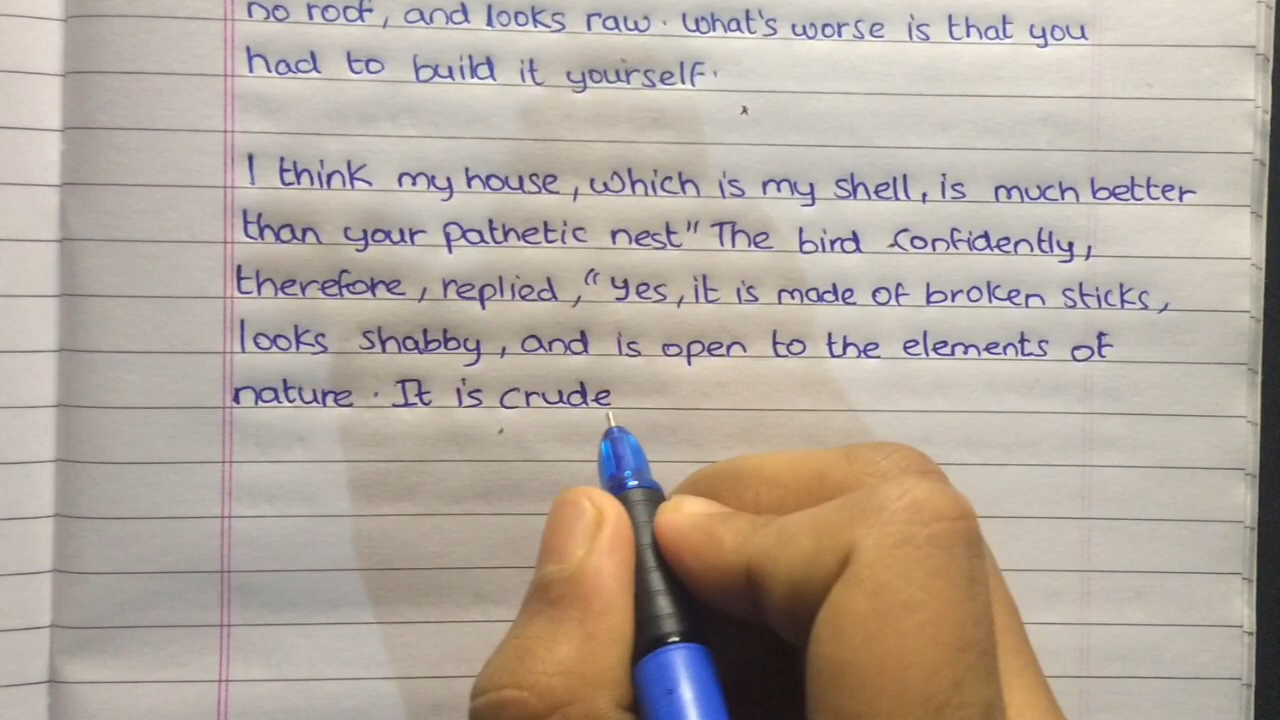 no roof, and looks raw. What's worse is that you
had to build it yourself.
I think my house, which is my shell, is much better
than your pathetic nest" The bird confidently,
therefore, replied, "Yes, it is made of broken sticks,
looks shabby, and is open to the elements of
nature. It is crude